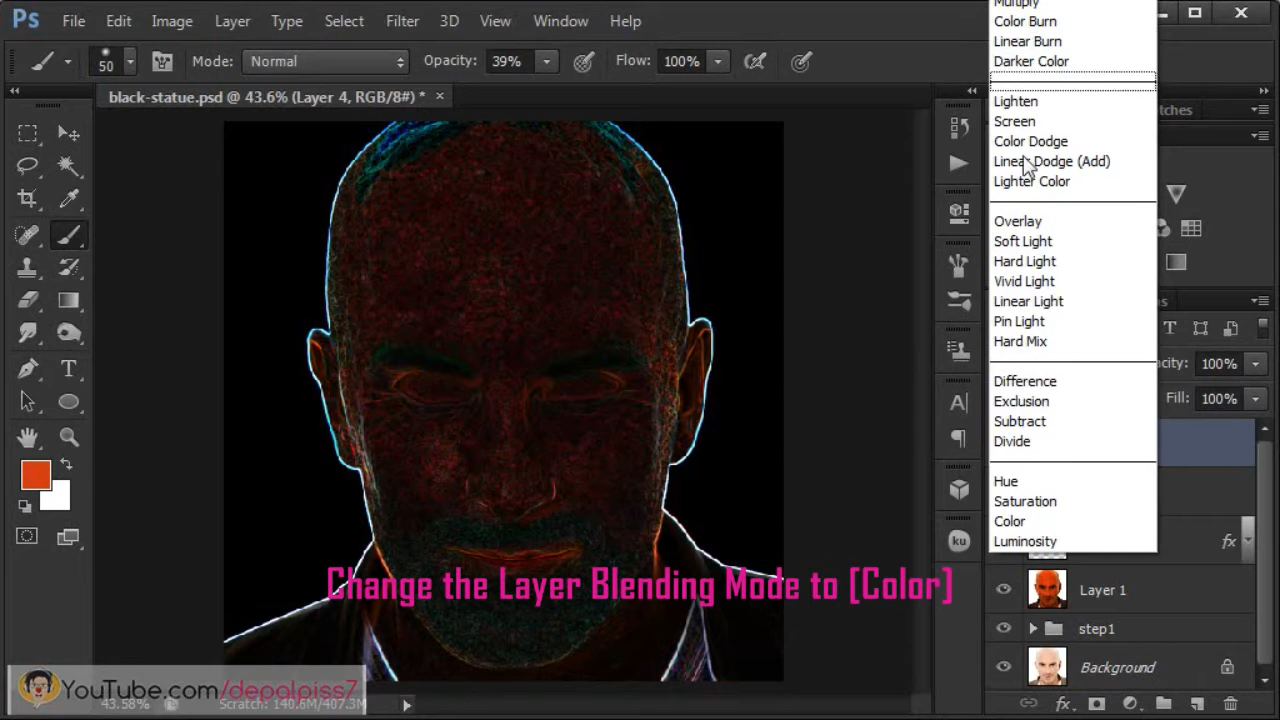 Ps File Edit Image Layer Type Select Filter 3D View Window Help
50 Mode: Normal Opacity: 39% Flow: 100%
black-statue.psd @ 43.6% (Layer 4, RGB/8#) * ×
Multiply
Color Burn
Linear Burn
Darker Color
Lighten
Screen
Color Dodge
Linear Dodge (Add)
Lighter Color
Overlay
Soft Light
Hard Light
Vivid Light
Linear Light
Pin Light
Hard Mix
Difference
Exclusion
Subtract
Divide
Hue
Saturation
Color
Luminosity
tches
100%
Fill: 100%
fx
Layer 1
step1
Background
ku
Change the Layer Blending Mode to [Color]
YouTube.com/depalpiss7
43.58% Scratch: 140.6M/407.3M